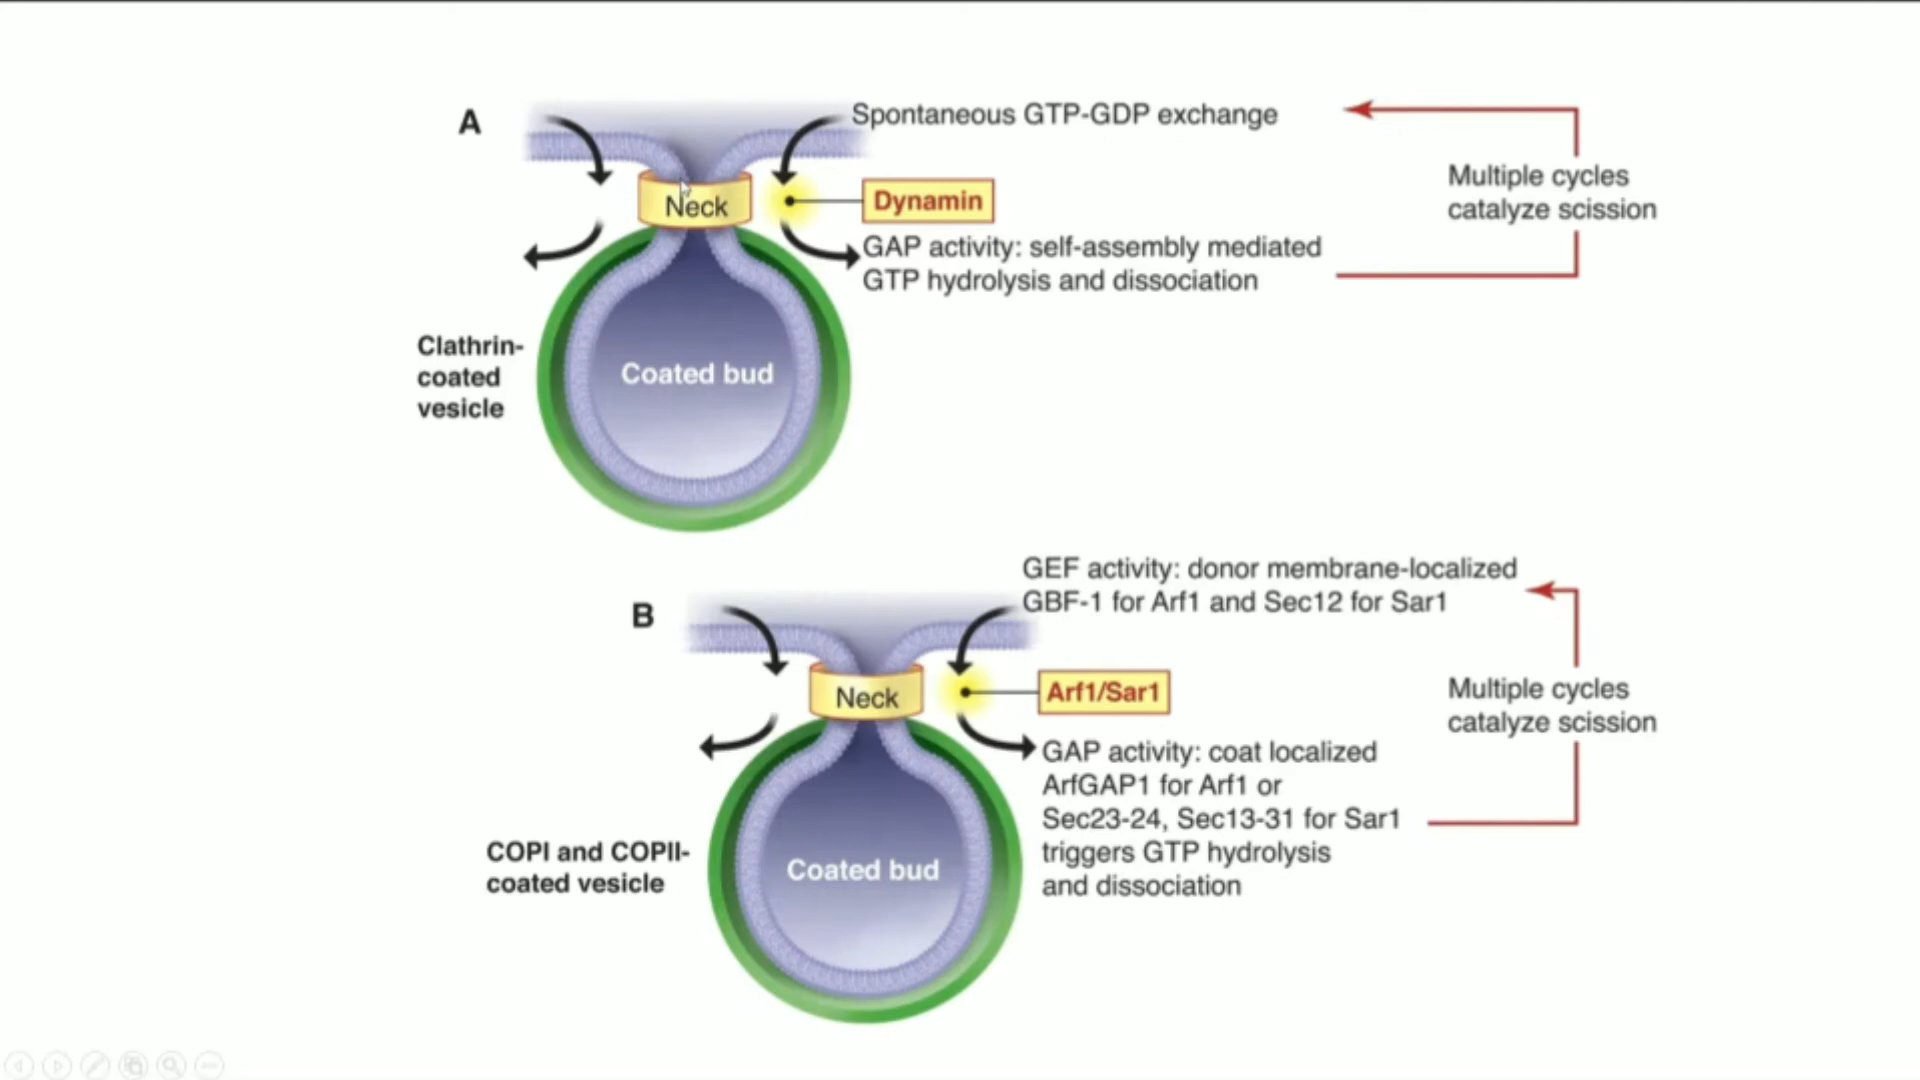 A
Spontaneous GTP-GDP exchange
Multiple cycles
catalyze scission
Neck
Dynamin
GAP activity: self-assembly mediated
GTP hydrolysis and dissociation
Clathrin-
coated
vesicle
Coated bud
B
GEF activity: donor membrane-localized
GBF-1 for Arf1 and Sec12 for Sar1
Neck
Arf1/Sar1
Multiple cycles
catalyze scission
GAP activity: coat localized
ArfGAP1 for Arf1 or
Sec23-24, Sec13-31 for Sar1
triggers GTP hydrolysis
and dissociation
COPI and COPII-
coated vesicle
Coated bud